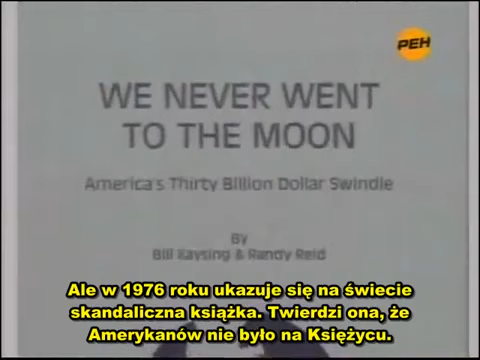 РЕН
WE NEVER WENT
TO THE MOON
America's Thirty Billion Dollar Swindle
By
Bill Kaysing & Randy Reid
Ale w 1976 roku ukazuje się na świecie
skandaliczna książka. Twierdzi ona, że
Amerykanów nie było na Księżycu.